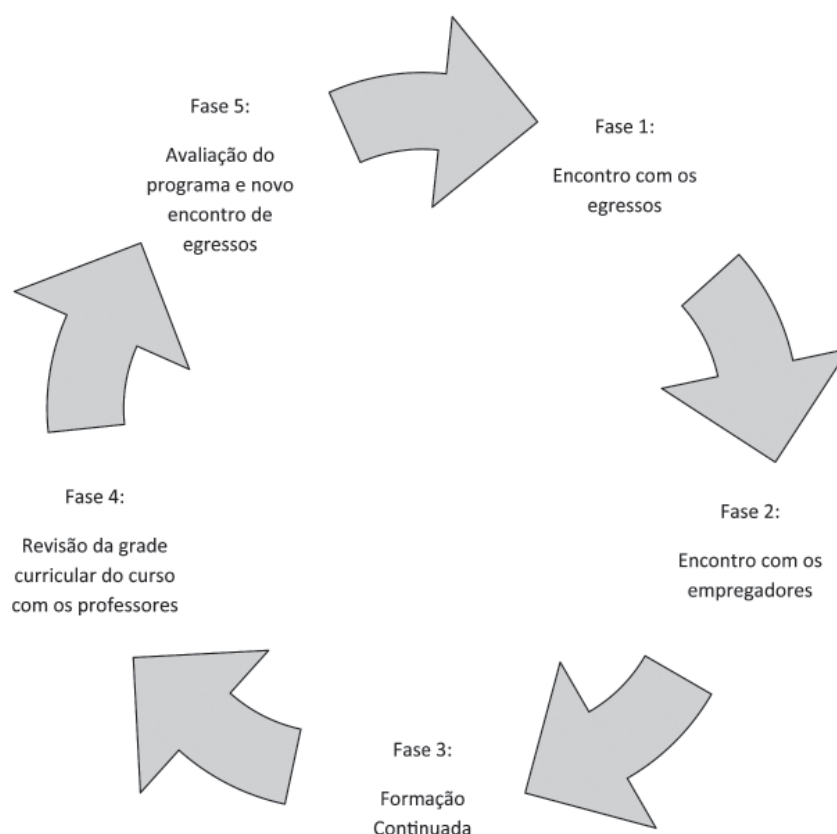 Fase 1:
Encontro com os
egressos
Fase 2:
Encontro com os
empregadores
Fase 3:
Formação
Continuada
Fase 4:
Revisão da grade
curricular do curso
com os professores
Fase 5:
Avaliação do
programa e novo
encontro de
egressos